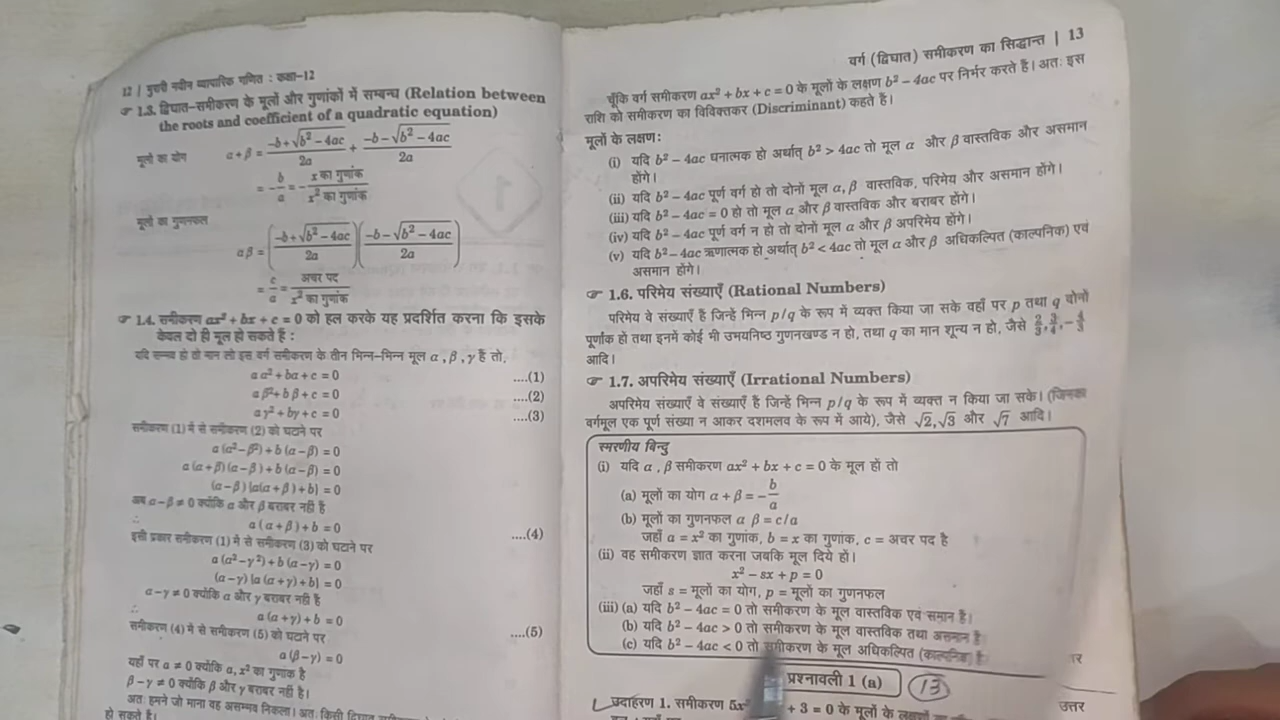 12 | युगबोध नवीन व्यापारिक गणित : कक्षा-12
☞ 1.3. द्विघात-समीकरण के मूलों और गुणांकों में सम्बन्ध (Relation between
the roots and coefficient of a quadratic equation)
मूलों का योग α + β = (-b + √(b² - 4ac))/2a + (-b - √(b² - 4ac))/2a
= -b/a = - x का गुणांक / x² का गुणांक
मूलों का गुणनफल
α β = ((-b + √(b² - 4ac))/2a) ((-b - √(b² - 4ac))/2a)
= c/a = अचर पद / x² का गुणांक
☞ 1.4. समीकरण ax² + bx + c = 0 को हल करके यह प्रदर्शित करना कि इसके
केवल दो ही मूल हो सकते हैं :
यदि सम्भव हो तो मान लो इस वर्ग समीकरण के तीन भिन्न-भिन्न मूल α , β , γ हैं तो,
a α² + bα + c = 0 ....(1)
a β² + b β + c = 0 ....(2)
a γ² + bγ + c = 0 ....(3)
समीकरण (1) में से समीकरण (2) को घटाने पर
a (α² – β²) + b (α – β) = 0
a (α + β) (α – β) + b (α – β) = 0
(α – β) {a(α + β) + b} = 0
अब α – β ≠ 0 क्योंकि α और β बराबर नहीं है
∴ a (α + β) + b = 0 ....(4)
इसी प्रकार समीकरण (1) में से समीकरण (3) को घटाने पर
a (α² – γ²) + b (α – γ) = 0
(α – γ) {a (α + γ) + b} = 0
α – γ ≠ 0 क्योंकि α और γ बराबर नहीं है
∴ a (α + γ) + b = 0 ....(5)
समीकरण (4) में से समीकरण (5) को घटाने पर
a (β – γ) = 0
यहाँ पर a ≠ 0 क्योंकि a, x² का गुणांक है
β – γ ≠ 0 क्योंकि β और γ बराबर नहीं है।
अतः हमने जो माना वह असम्भव निकला। अतः किसी द्विघात समीकरण
हो सकते हैं।
वर्ग (द्विघात) समीकरण का सिद्धान्त | 13
चूँकि वर्ग समीकरण ax² + bx + c = 0 के मूलों के लक्षण b² – 4ac पर निर्भर करते हैं। अतः इस
राशि को समीकरण का विविक्तकर (Discriminant) कहते हैं।
मूलों के लक्षण:
(i) यदि b² – 4ac घनात्मक हो अर्थात् b² > 4ac तो मूल α और β वास्तविक और असमान
होंगे।
(ii) यदि b² – 4ac पूर्ण वर्ग हो तो दोनों मूल α, β वास्तविक, परिमेय और असमान होंगे।
(iii) यदि b² – 4ac = 0 हो तो मूल α और β वास्तविक और बराबर होंगे।
(iv) यदि b² – 4ac पूर्ण वर्ग न हो तो दोनों मूल α और β अपरिमेय होंगे।
(v) यदि b² – 4ac ऋणात्मक हो अर्थात् b² < 4ac तो मूल α और β अधिकल्पित (काल्पनिक) एवं
असमान होंगे।
☞ 1.6. परिमेय संख्याएँ (Rational Numbers)
परिमेय वे संख्याएँ हैं जिन्हें भिन्न p/q के रूप में व्यक्त किया जा सके वहाँ पर p तथा q दोनों
पूर्णांक हो तथा इनमें कोई भी उभयनिष्ठ गुणनखण्ड न हो, तथा q का मान शून्य न हो, जैसे 2/3, 3/4, –4/3
आदि।
☞ 1.7. अपरिमेय संख्याएँ (Irrational Numbers)
अपरिमेय संख्याएँ वे संख्याएँ हैं जिन्हें भिन्न p/q के रूप में व्यक्त न किया जा सके। (जिनका
वर्गमूल एक पूर्ण संख्या न आकर दशमलव के रूप में आये), जैसे √2, √3 और √7 आदि।
स्मरणीय बिन्दु
(i) यदि α , β समीकरण ax² + bx + c = 0 के मूल हों तो
(a) मूलों का योग α + β = –b/a
(b) मूलों का गुणनफल α β = c/a
जहाँ a = x² का गुणांक, b = x का गुणांक, c = अचर पद है
(ii) वह समीकरण ज्ञात करना जबकि मूल दिये हों।
x² – sx + p = 0
जहाँ s = मूलों का योग, p = मूलों का गुणनफल
(iii) (a) यदि b² – 4ac = 0 तो समीकरण के मूल वास्तविक एवं समान है।
(b) यदि b² – 4ac > 0 तो समीकरण के मूल वास्तविक तथा असमान है
(c) यदि b² – 4ac < 0 तो समीकरण के मूल अधिकल्पित (काल्पनिक) है
प्रश्नावली 1 (a) 13
उदाहरण 1. समीकरण 5x² + 3 = 0 के मूलों के लक्षणों
उत्तर